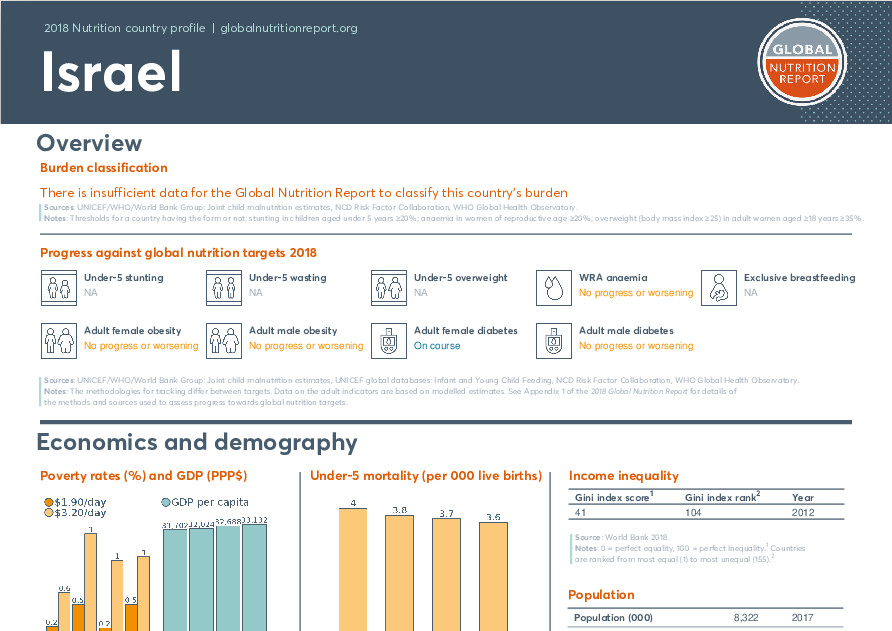 2018 Nutrition country profile | globalnutritionreport.org
Israel
GLOBAL
NUTRITION
REPORT
Overview
Burden classification
There is insufficient data for the Global Nutrition Report to classify this country's burden
Sources: UNICEF/WHO/World Bank Group: Joint child malnutrition estimates, NCD Risk Factor Collaboration, WHO Global Health Observatory.
Notes: Thresholds for a country having the form or not: stunting in children aged under 5 years ≥20%; anaemia in women of reproductive age ≥20%; overweight (body mass index ≥25) in adult women aged ≥18 years ≥35%.
Progress against global nutrition targets 2018
Under-5 stunting
NA
Under-5 wasting
NA
Under-5 overweight
NA
WRA anaemia
No progress or worsening
Exclusive breastfeeding
NA
Adult female obesity
No progress or worsening
Adult male obesity
No progress or worsening
Adult female diabetes
On course
Adult male diabetes
No progress or worsening
Sources: UNICEF/WHO/World Bank Group: Joint child malnutrition estimates, UNICEF global databases: Infant and Young Child Feeding, NCD Risk Factor Collaboration, WHO Global Health Observatory.
Notes: The methodologies for tracking differ between targets. Data on the adult indicators are based on modelled estimates. See Appendix 1 of the 2018 Global Nutrition Report for details of
the methods and sources used to assess progress towards global nutrition targets.
Economics and demography
Poverty rates (%) and GDP (PPP$)
$1.90/day
$3.20/day
GDP per capita
0.2 0.6 0.5 1 0.2 1 0.5 1
31,702 32,024 32,688 33,132
Under-5 mortality (per 000 live births)
4 3.8 3.7 3.6
Income inequality
Gini index score¹ Gini index rank² Year
41 104 2012
Source: World Bank 2018.
Notes: 0 = perfect equality, 100 = perfect inequality.¹ Countries
are ranked from most equal (1) to most unequal (155).²
Population
Population (000) 8,322 2017